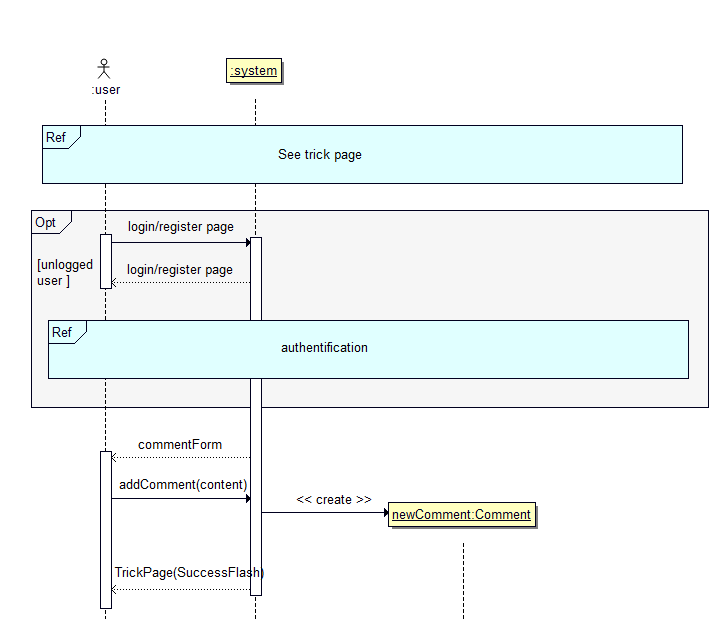 :user
:system
Ref
See trick page
Opt
login/register page
[unlogged
user ]
login/register page
Ref
authentification
commentForm
addComment(content)
<< create >>
newComment:Comment
TrickPage(SuccessFlash)